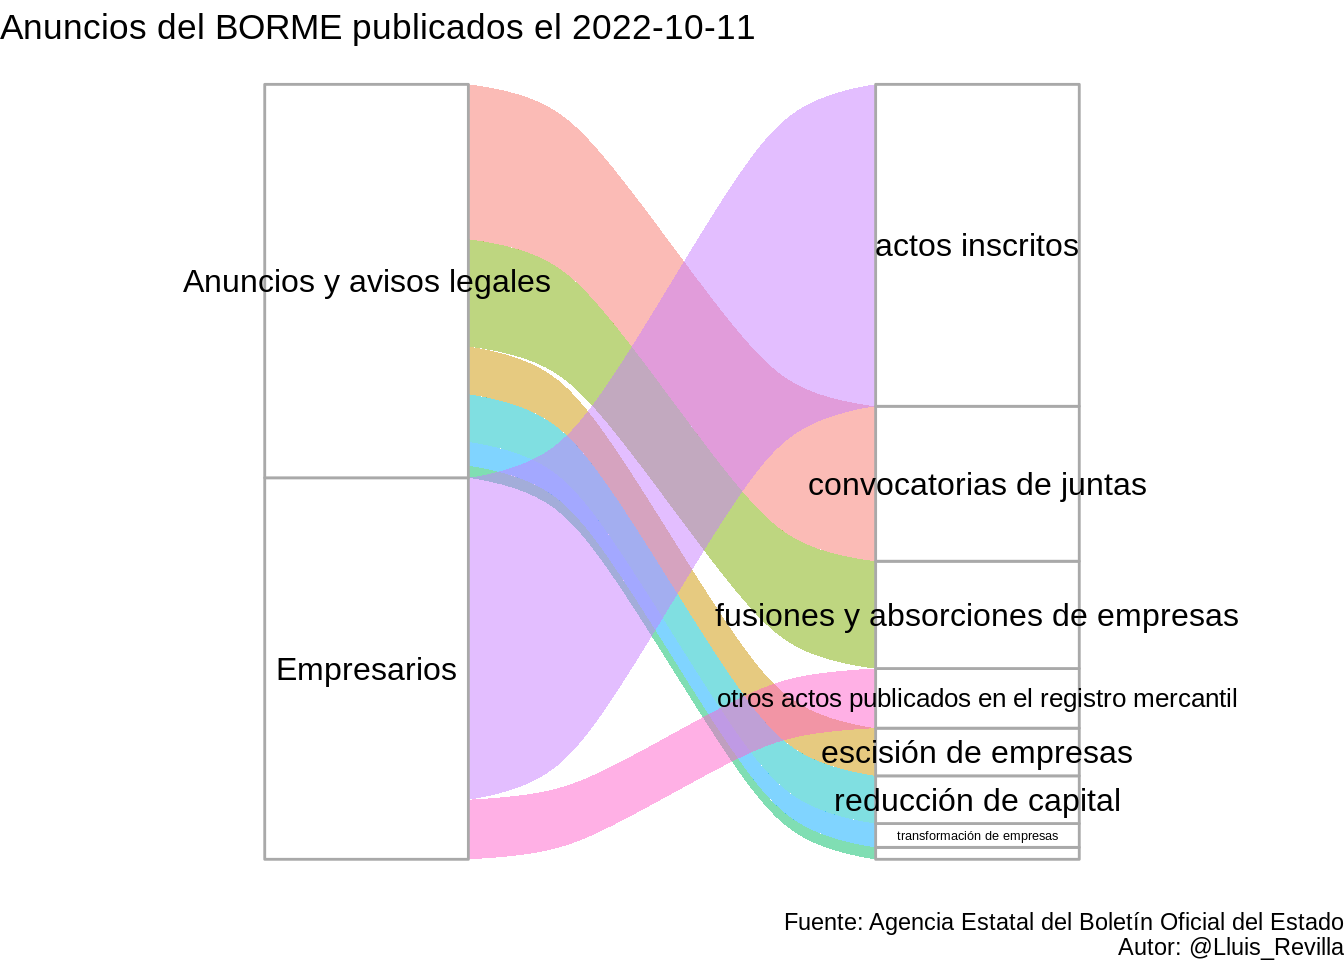 Anuncios del BORME publicados el 2022-10-11
Anuncios y avisos legales
Empresarios
actos inscritos
convocatorias de juntas
fusiones y absorciones de empresas
otros actos publicados en el registro mercantil
escisión de empresas
reducción de capital
transformación de empresas
Fuente: Agencia Estatal del Boletín Oficial del Estado
Autor: @Lluis_Revilla